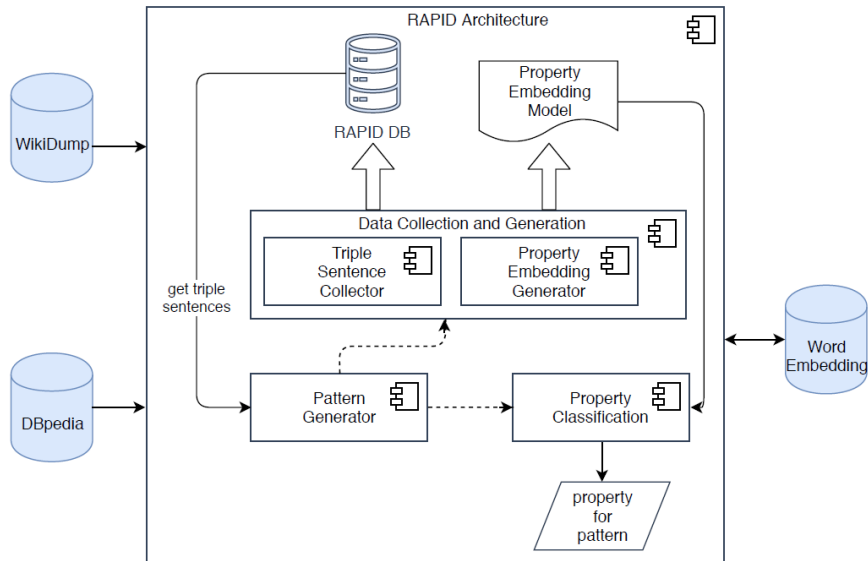 RAPID Architecture
WikiDump
RAPID DB
Property
Embedding
Model
Data Collection and Generation
Triple
Sentence
Collector
Property
Embedding
Generator
get triple
sentences
Word
Embedding
DBpedia
Pattern
Generator
Property
Classification
property
for
pattern